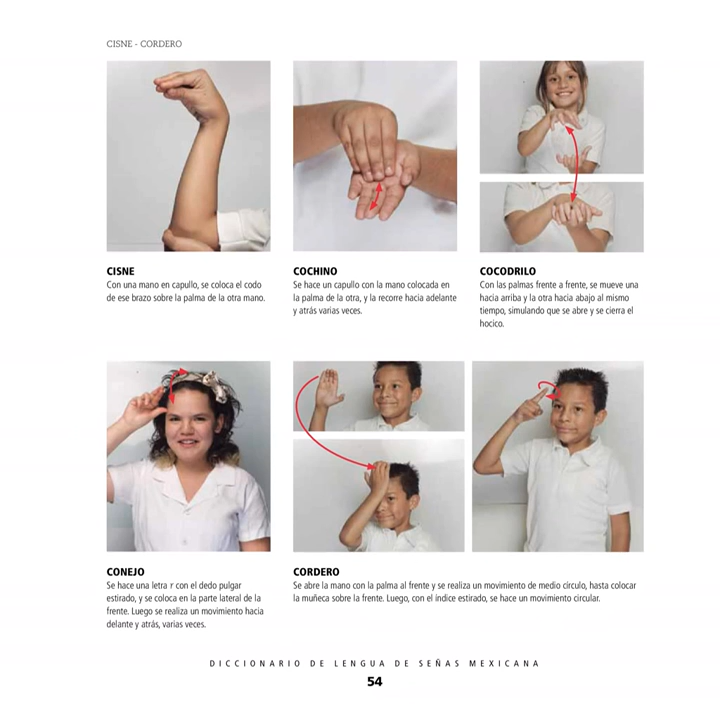 CISNE - CORDERO
CISNE
Con una mano en capullo, se coloca el codo
de ese brazo sobre la palma de la otra mano.
COCHINO
Se hace un capullo con la mano colocada en
la palma de la otra, y la recorre hacia adelante
y atrás varias veces.
COCODRILO
Con las palmas frente a frente, se mueve una
hacia arriba y la otra hacia abajo al mismo
tiempo, simulando que se abre y se cierra el
hocico.
CONEJO
Se hace una letra r con el dedo pulgar
estirado, y se coloca en la parte lateral de la
frente. Luego se realiza un movimiento hacia
delante y atrás, varias veces.
CORDERO
Se abre la mano con la palma al frente y se realiza un movimiento de medio círculo, hasta colocar
la muñeca sobre la frente. Luego, con el índice estirado, se hace un movimiento circular.
DICCIONARIO DE LENGUA DE SEÑAS MEXICANA
54